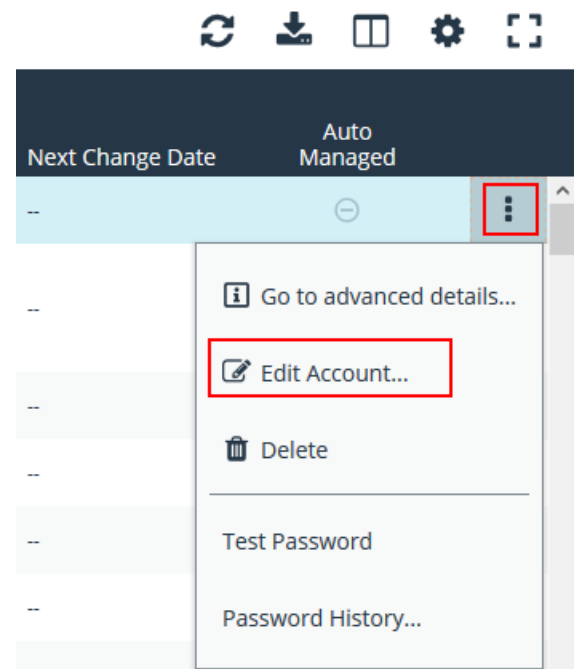 Auto
Next Change Date Managed
--
Go to advanced details...
--
Edit Account...
--
Delete
--
Test Password
--
Password History...
--